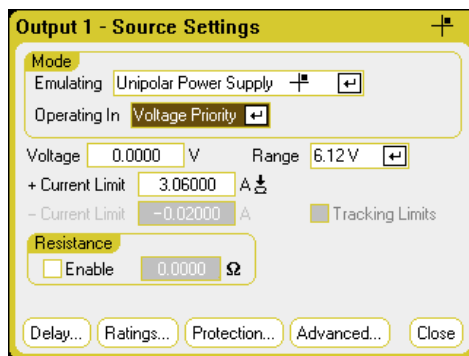 Output 1 - Source Settings
Mode
Emulating Unipolar Power Supply
Operating In Voltage Priority
Voltage 0.0000 V Range 6.12 V
+ Current Limit 3.06000 A
- Current Limit -0.02000 A Tracking Limits
Resistance
Enable 0.0000 Ω
Delay... Ratings... Protection... Advanced... Close